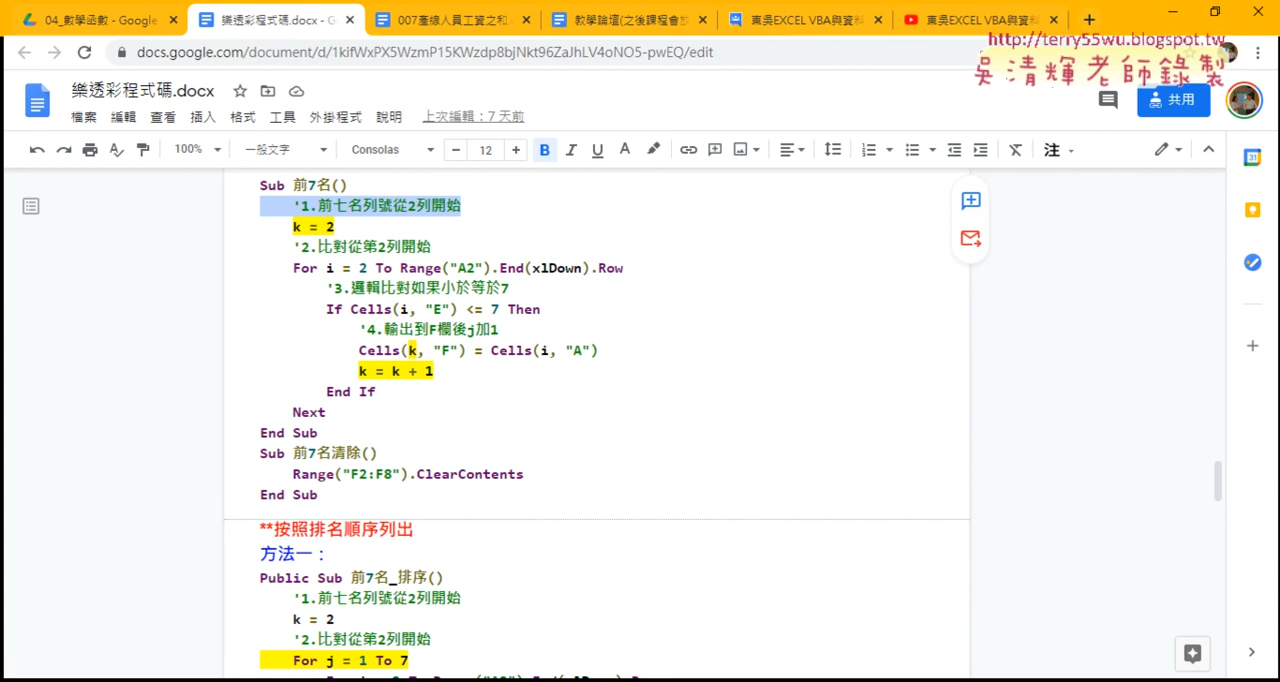 04_數學函數 - Google
樂透彩程式碼.docx - G
007產線人員工資之和
教學論壇(之後課程會放
東吳EXCEL VBA與資料
東吳EXCEL VBA與資料
docs.google.com/document/d/1kifWxPX5WzmP15KWzdp8bjNkt96ZaJhLV4oNO5-pwEQ/edit
http://terry55wu.blogspot.tw
吳清輝老師錄製
樂透彩程式碼.docx
共用
檔案 編輯 查看 插入 格式 工具 外掛程式 說明 上次編輯：7 天前
100% 一般文字 Consolas 12 B I U A 注
Sub 前7名()
'1.前七名列號從2列開始
k = 2
'2.比對從第2列開始
For i = 2 To Range("A2").End(xlDown).Row
'3.邏輯比對如果小於等於7
If Cells(i, "E") <= 7 Then
'4.輸出到F欄後j加1
Cells(k, "F") = Cells(i, "A")
k = k + 1
End If
Next
End Sub
Sub 前7名清除()
Range("F2:F8").ClearContents
End Sub
**按照排名順序列出
方法一：
Public Sub 前7名_排序()
'1.前七名列號從2列開始
k = 2
'2.比對從第2列開始
For j = 1 To 7